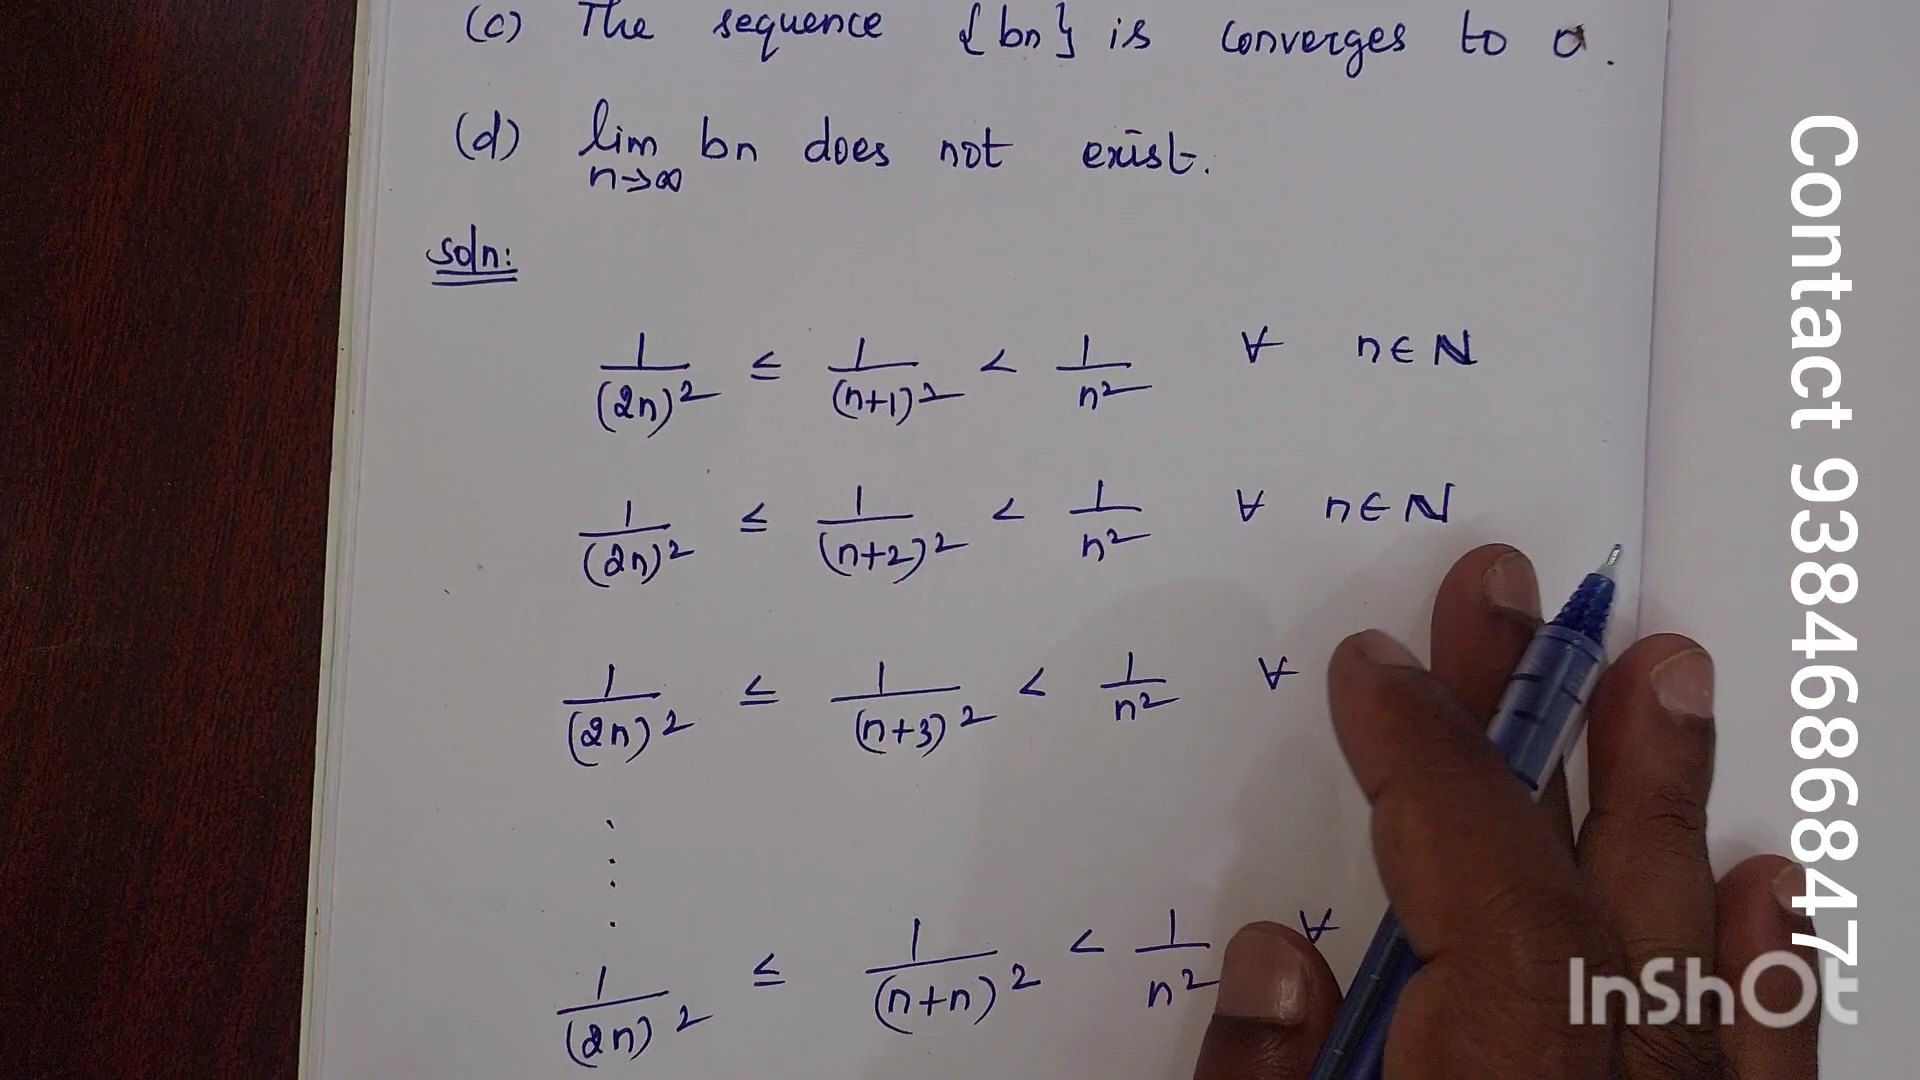 (c) The sequence {bn} is converges to 0.
(d) lim n→∞ bn does not exist.
Soln:
1/(2n)² ≤ 1/(n+1)² < 1/n² ∀ n∈ℕ
1/(2n)² ≤ 1/(n+2)² < 1/n² ∀ n∈ℕ
1/(2n)² ≤ 1/(n+3)² < 1/n² ∀
⋮
1/(2n)² ≤ 1/(n+n)² < 1/n² ∀
Contact 9384686847
InShOt